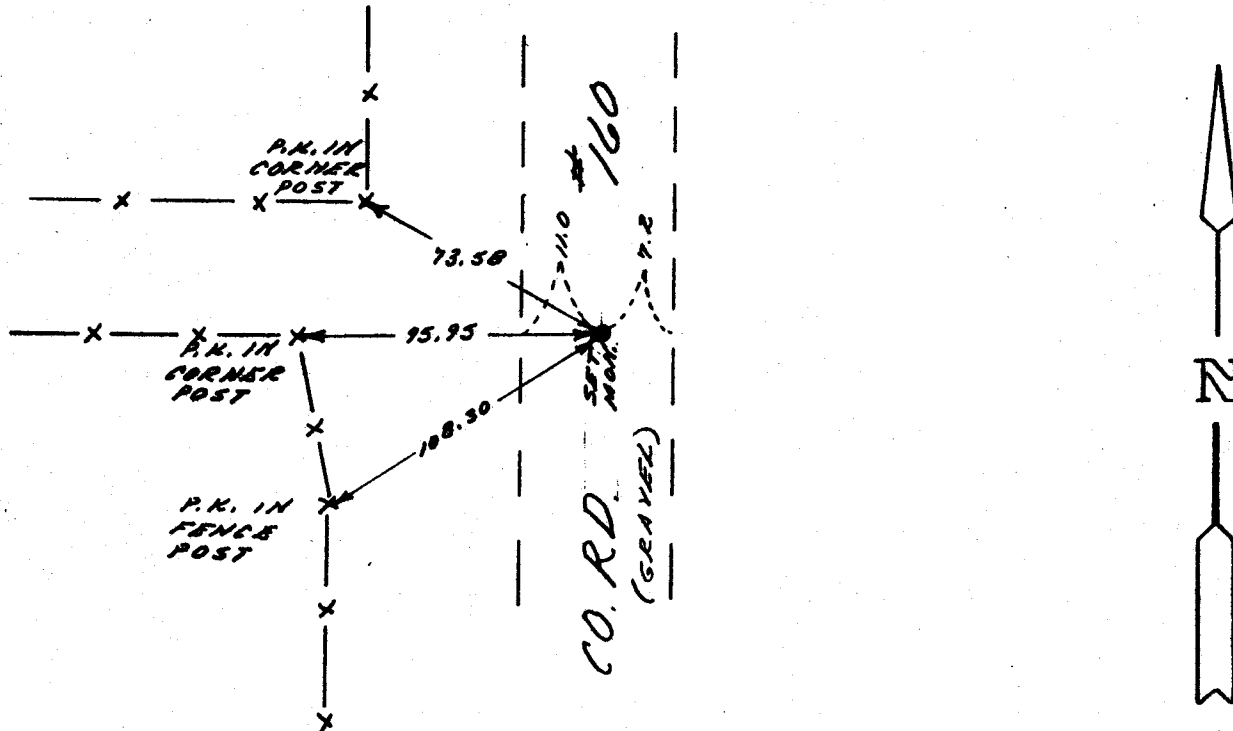 P.K. IN
CORNER
POST
73.58
95.95
P.K. IN
CORNER
POST
108.30
P.K. IN
FENCE
POST
11.0
7.2
SET
MON.
CO. RD. #160
(GRAVEL)
N